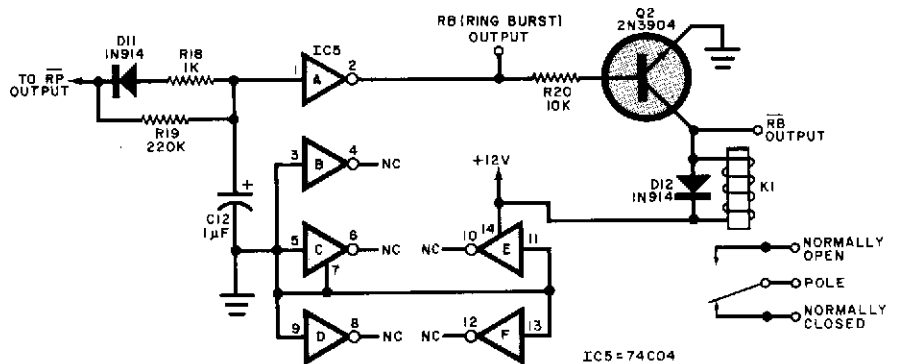 RB (RING BURST)
OUTPUT
Q2
2N3904
D11
1N914
R18
1K
IC5
TO R̅P̅
OUTPUT
1
A
2
R20
10K
R19
220K
R̅B̅
OUTPUT
3
B
4
NC
+12V
D12
1N914
K1
+
C12
1µF
5
C
6
NC
7
NC
10
14
E
11
NORMALLY
OPEN
POLE
9
D
8
NC
NC
12
F
13
NORMALLY
CLOSED
IC5=74C04